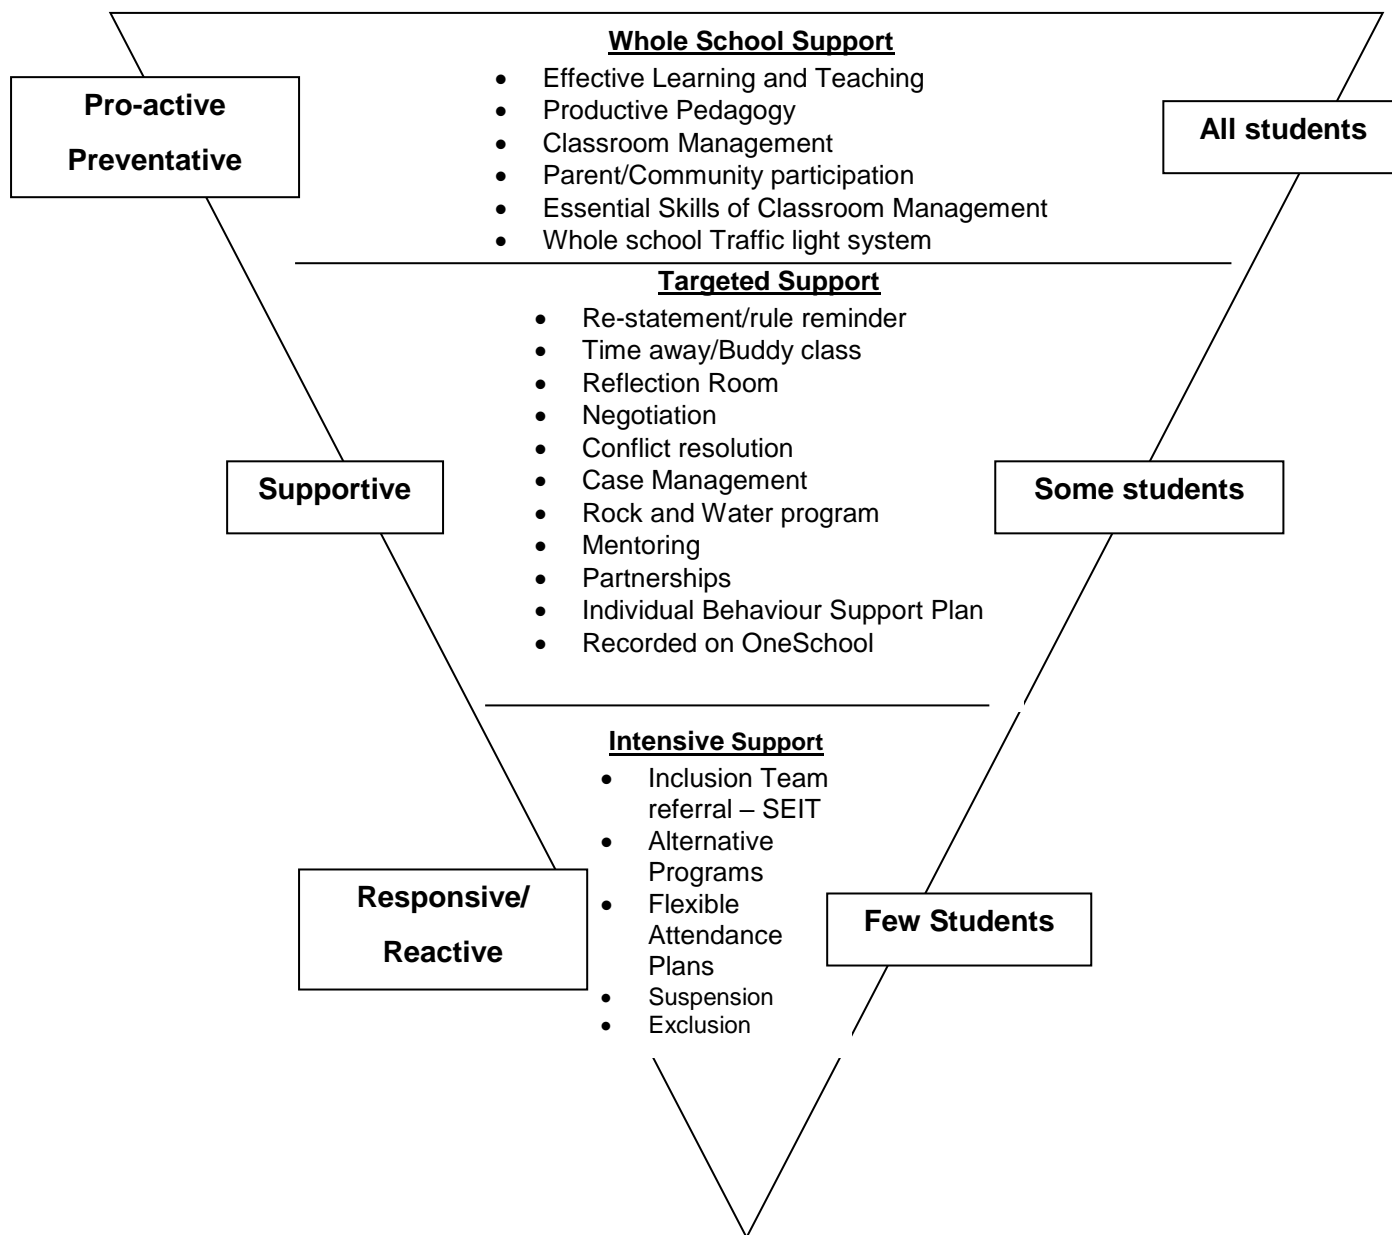 Whole School Support
Pro-active
Preventative
• Effective Learning and Teaching
• Productive Pedagogy
• Classroom Management
• Parent/Community participation
• Essential Skills of Classroom Management
• Whole school Traffic light system
All students
Targeted Support
• Re-statement/rule reminder
• Time away/Buddy class
• Reflection Room
• Negotiation
• Conflict resolution
• Case Management
• Rock and Water program
• Mentoring
• Partnerships
• Individual Behaviour Support Plan
• Recorded on OneSchool
Supportive
Some students
Intensive Support
• Inclusion Team
referral – SEIT
• Alternative
Programs
• Flexible
Attendance
Plans
• Suspension
• Exclusion
Responsive/
Reactive
Few Students